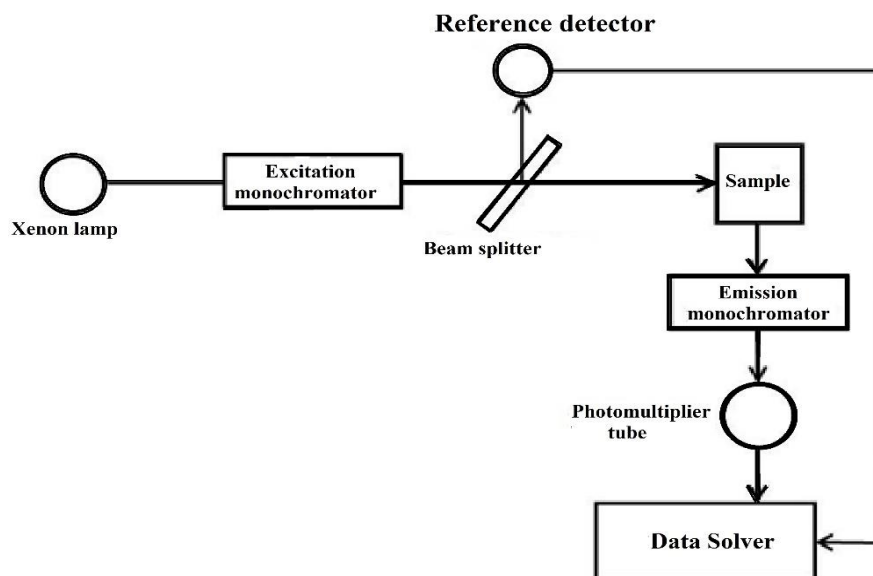 Reference detector
Excitation
monochromator
Sample
Xenon lamp
Beam splitter
Emission
monochromator
Photomultiplier
tube
Data Solver